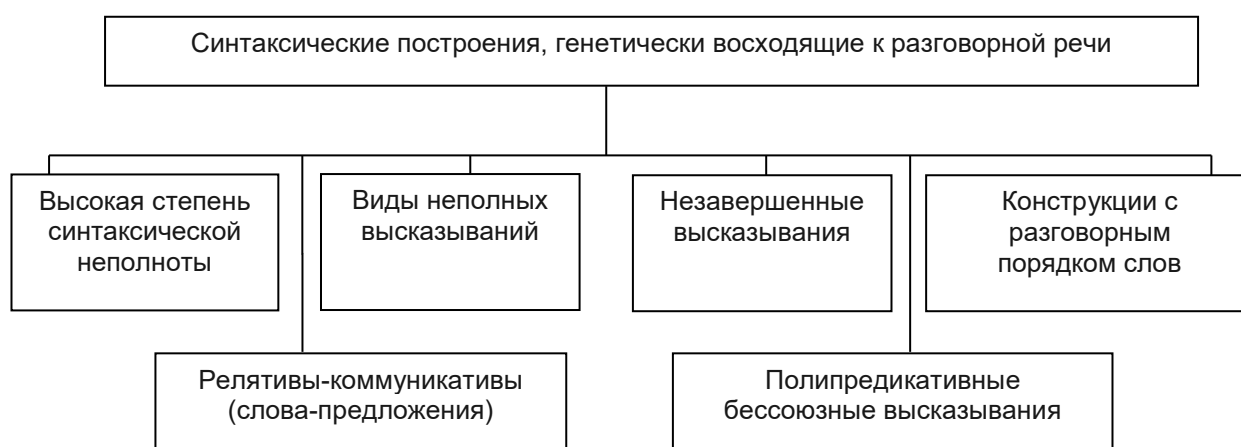 Синтаксические построения, генетически восходящие к разговорной речи
Высокая степень
синтаксической
неполноты
Виды неполных
высказываний
Незавершенные
высказывания
Конструкции с
разговорным
порядком слов
Релятивы-коммуникативы
(слова-предложения)
Полипредикативные
бессоюзные высказывания